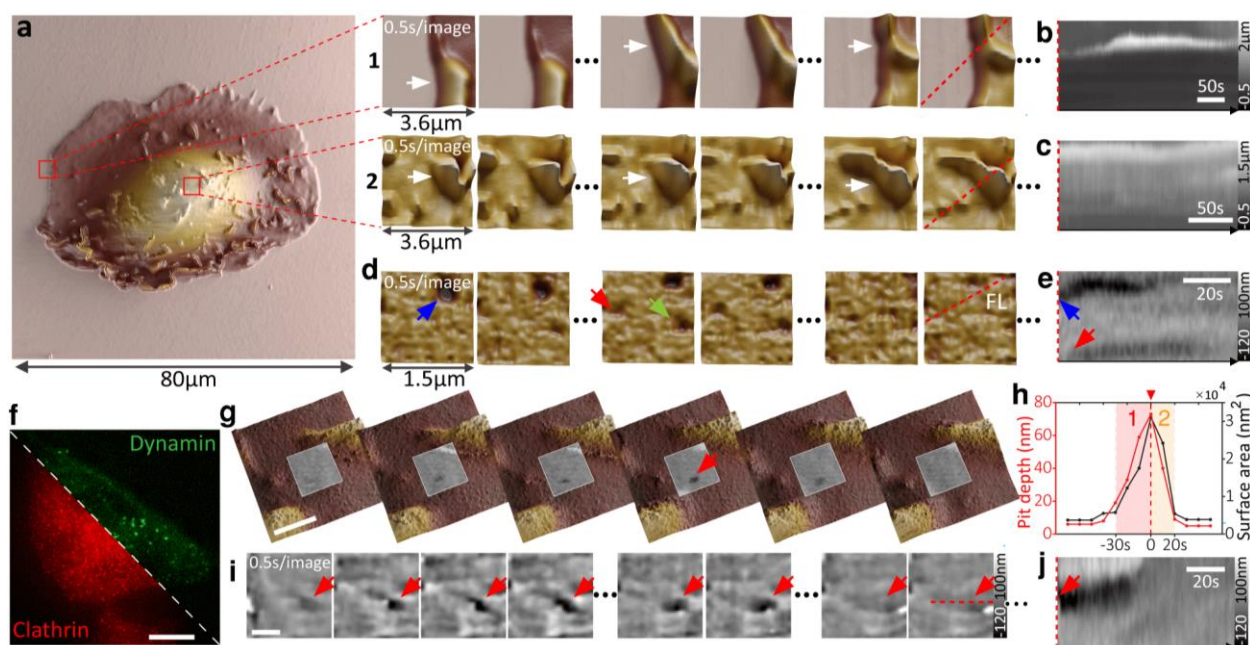 a
80μm
1
0.5s/image
3.6μm
b
2μm
-0.5
50s
2
0.5s/image
3.6μm
c
1.5μm
-0.5
50s
d
0.5s/image
1.5μm
FL
e
20s
100nm
-120
f
Dynamin
Clathrin
g
h
×10⁴
Pit depth (nm)
80
60
40
20
0
1
2
3
2
1
0
Surface area (nm²)
-30s
0
20s
i
0.5s/image
100nm
-120
j
20s
100nm
-120